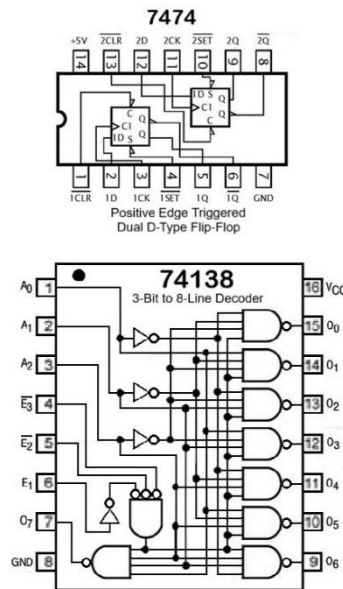 7474
+5V 2CLR 2D 2CK 2SET 2Q Q̅2̅
14 13 12 11 10 9 8
1D S Q
C1 Q
C
C
C1 Q
1D S Q
1 2 3 4 5 6 7
1CLR 1D 1CK 1SET 1Q 1Q GND
Positive Edge Triggered
Dual D-Type Flip-Flop
74138
3-Bit to 8-Line Decoder
A0 1
A1 2
A2 3
E3 4
E2 5
E1 6
O7 7
GND 8
16 VCC
15 O0
14 O1
13 O2
12 O3
11 O4
10 O5
9 O6